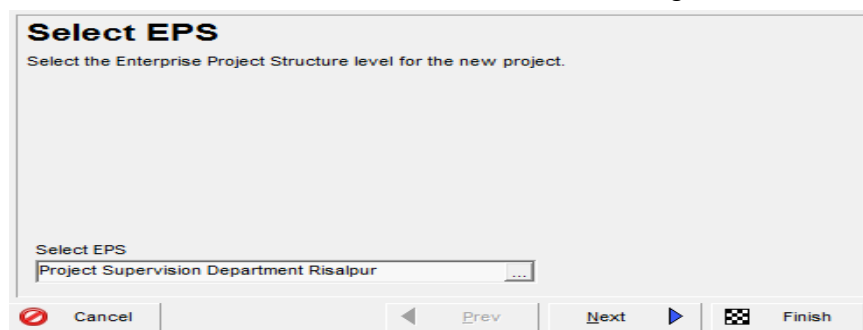 Select EPS
Select the Enterprise Project Structure level for the new project.
Select EPS
Project Supervision Department Risalpur ...
Cancel Prev Next Finish